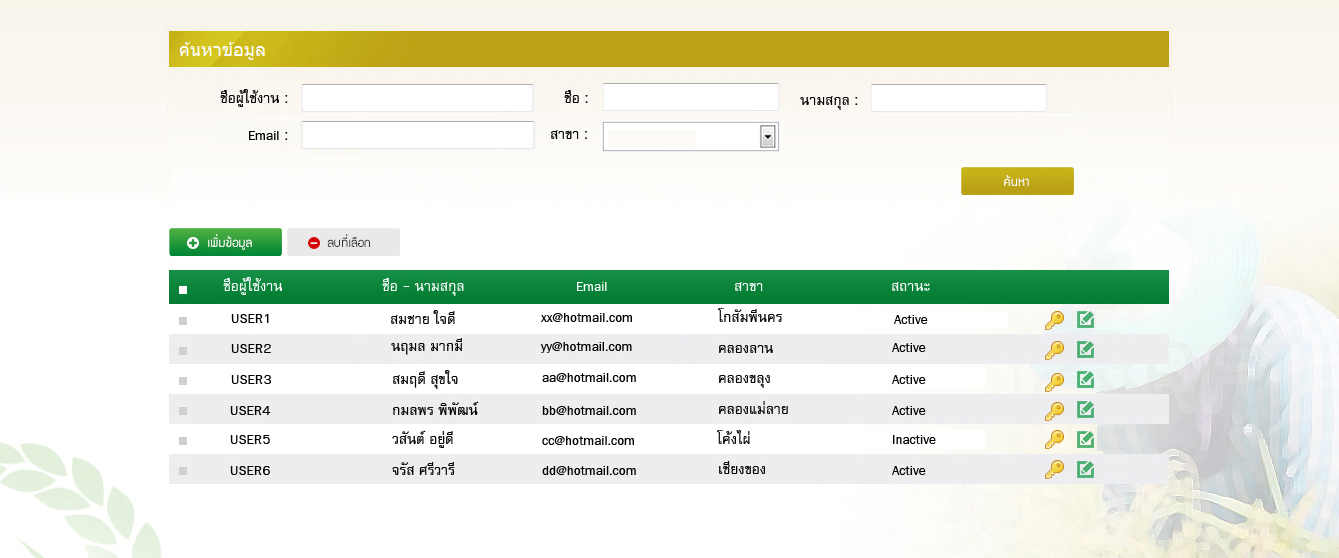 ค้นหาข้อมูล
ชื่อผู้ใช้งาน : ชื่อ : นามสกุล :
Email : สาขา :
ค้นหา
เพิ่มข้อมูล ลบที่เลือก
ชื่อผู้ใช้งาน ชื่อ - นามสกุล Email สาขา สถานะ
USER1 สมชาย ใจดี xx@hotmail.com โกสัมพีนคร Active
USER2 นฤมล มากมี yy@hotmail.com คลองลาน Active
USER3 สมฤดี สุขใจ aa@hotmail.com คลองขลุง Active
USER4 กมลพร พิพัฒน์ bb@hotmail.com คลองแม่ลาย Active
USER5 วสันต์ อยู่ดี cc@hotmail.com โค้งไผ่ Inactive
USER6 จรัส ศรีวารี dd@hotmail.com เชียงของ Active